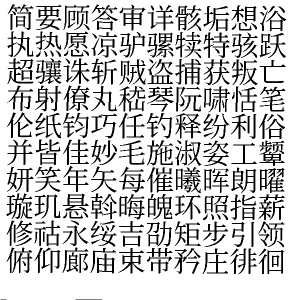 简要顾答审详骸垢想浴
执热愿凉驴骡犊特骇跃
超骧诛斩贼盗捕获叛亡
布射僚丸嵇琴阮啸恬笔
伦纸钧巧任钓释纷利俗
并皆佳妙毛施淑姿工颦
妍笑年矢每催曦晖朗曜
璇玑悬斡晦魄环照指薪
修祜永绥吉劭矩步引领
俯仰廊庙束带矜庄徘徊